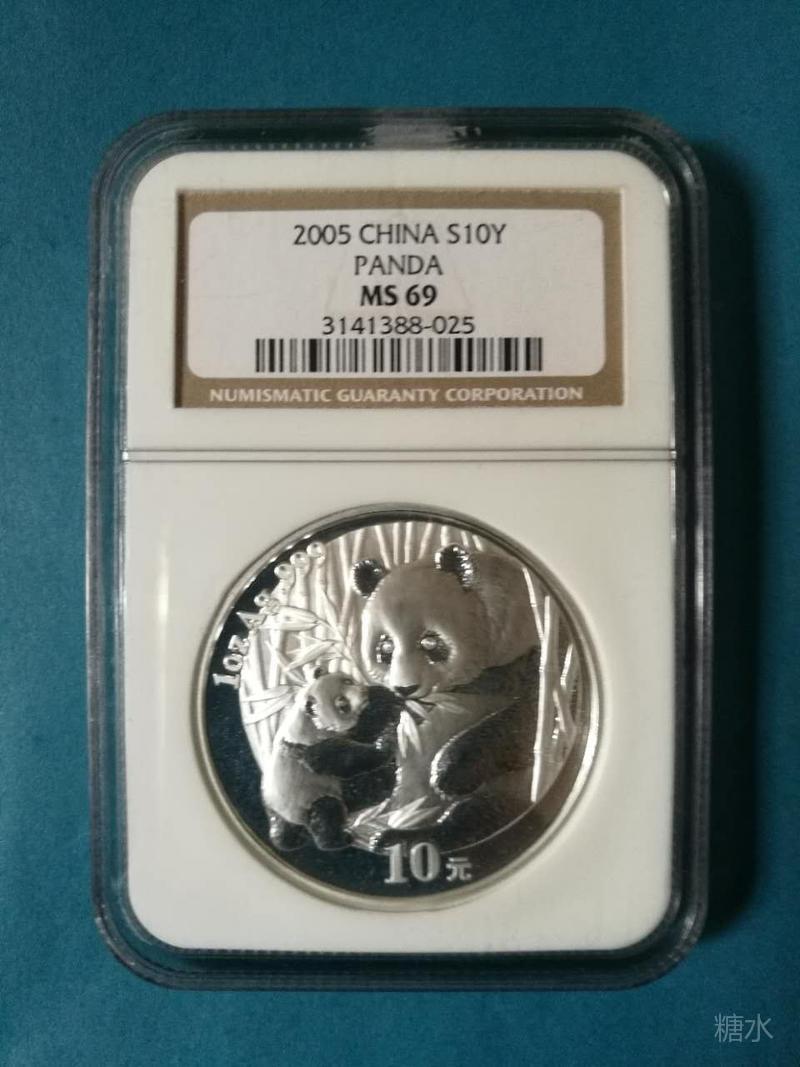 2005 CHINA S10Y
PANDA
MS 69
3141388-025
NUMISMATIC GUARANTY CORPORATION
1oz Ag .999
10元
糖水